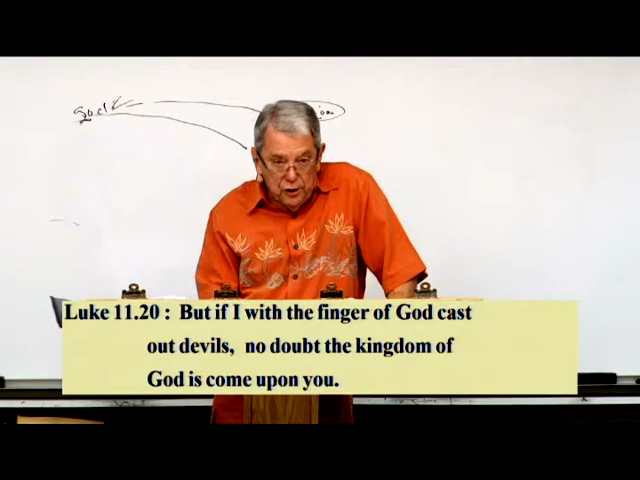 God
Luke 11.20 : But if I with the finger of God cast
out devils, no doubt the kingdom of
God is come upon you.